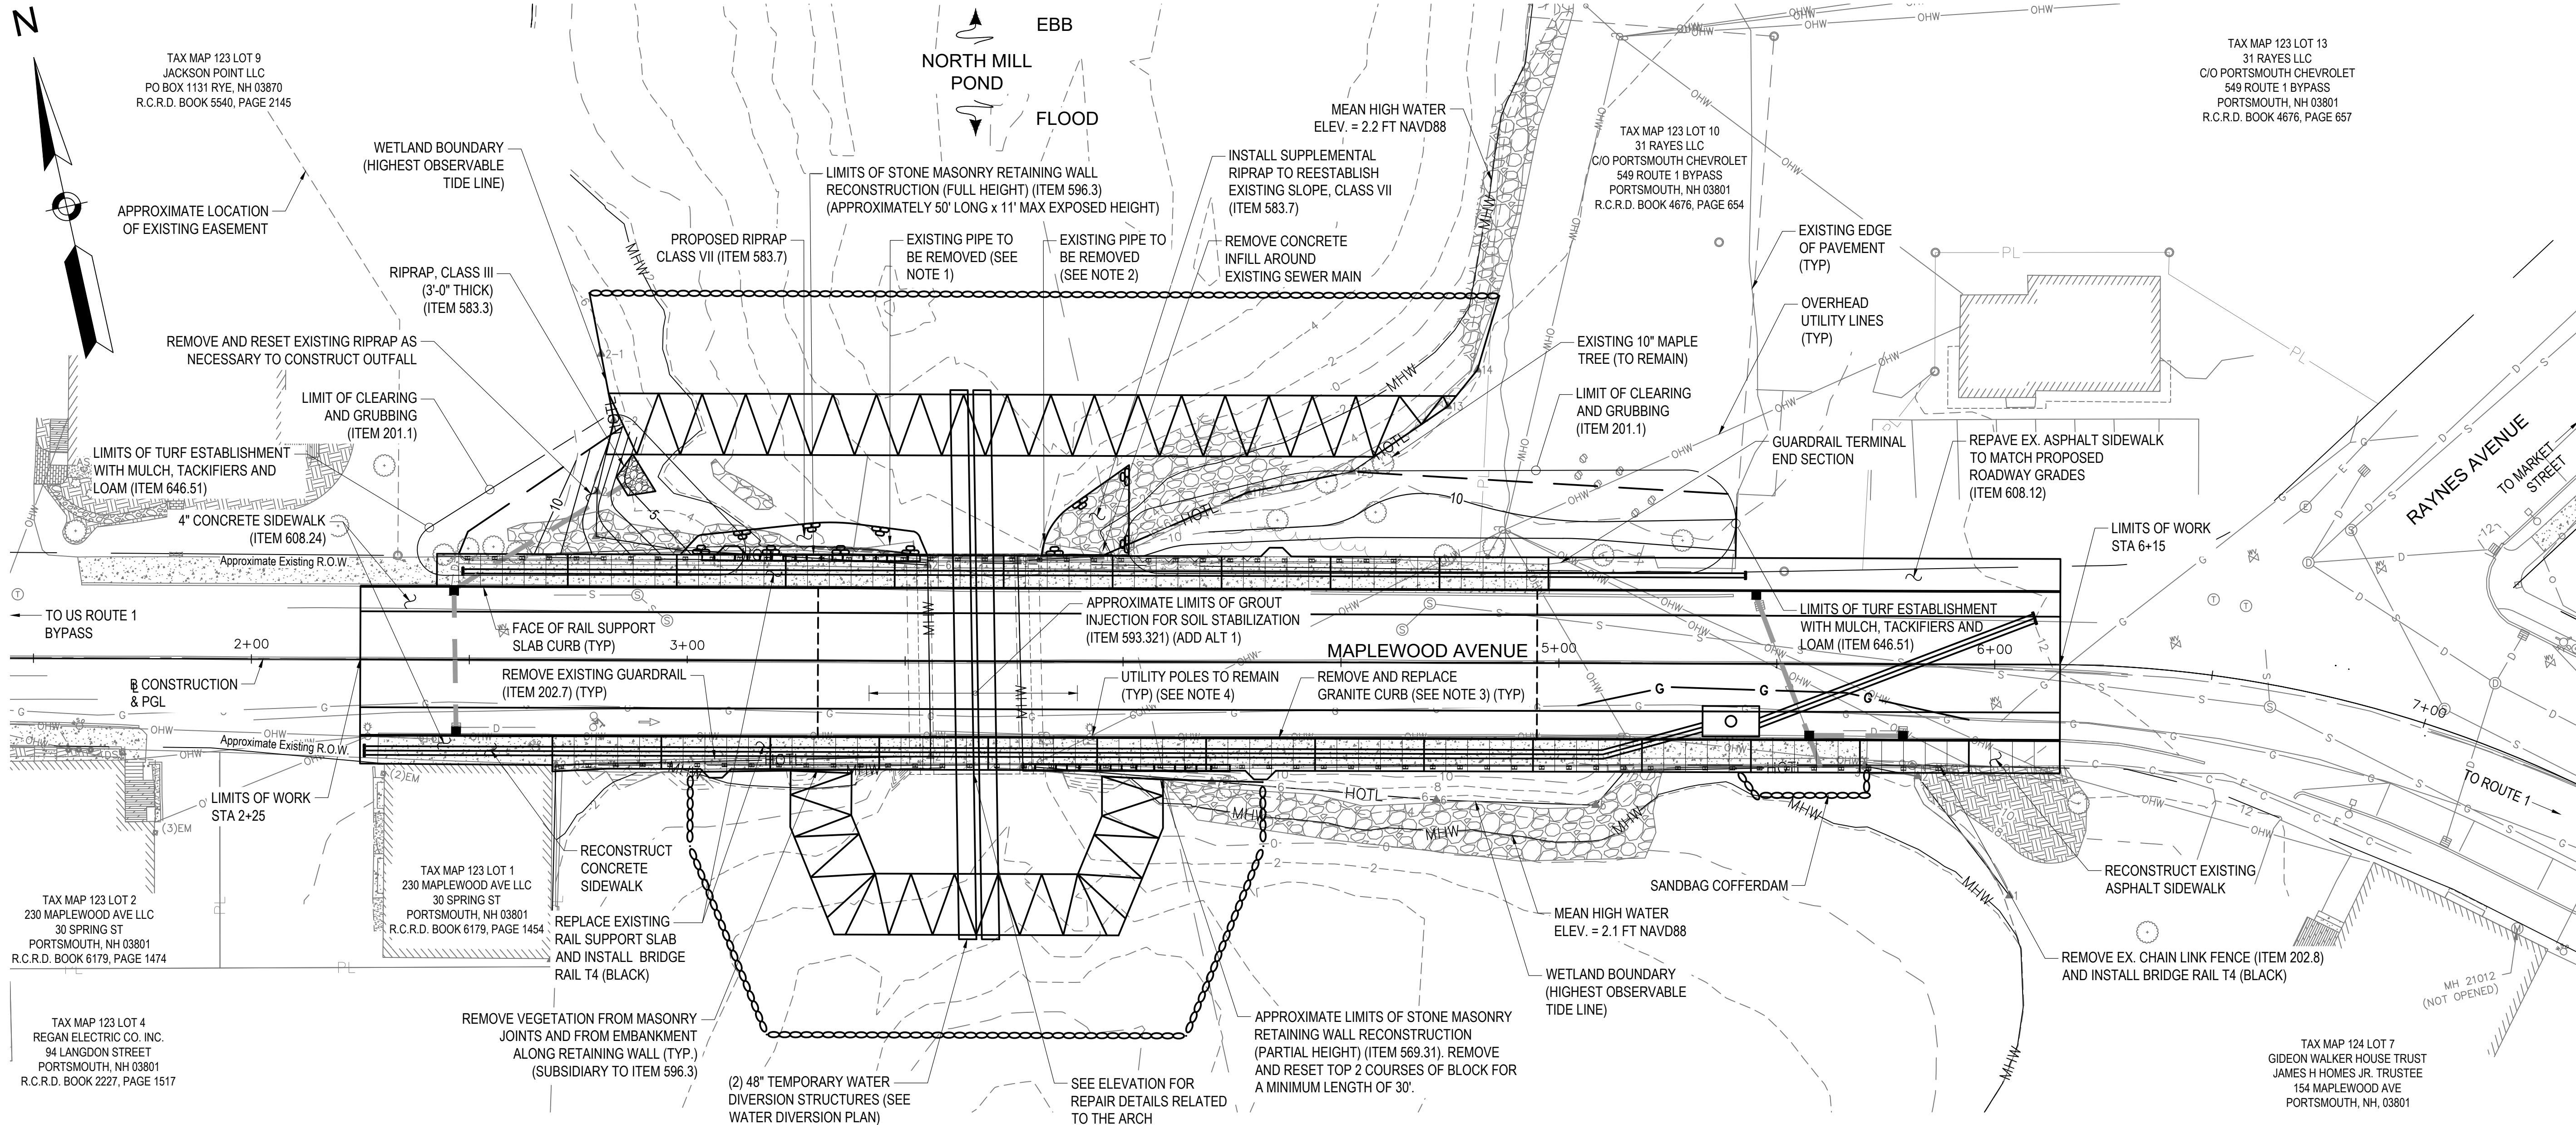 N
TAX MAP 123 LOT 9
JACKSON POINT LLC
PO BOX 1131 RYE, NH 03870
R.C.R.D. BOOK 5540, PAGE 2145
EBB
NORTH MILL
POND
FLOOD
TAX MAP 123 LOT 13
31 RAYES LLC
C/O PORTSMOUTH CHEVROLET
549 ROUTE 1 BYPASS
PORTSMOUTH, NH 03801
R.C.R.D. BOOK 4676, PAGE 657
MEAN HIGH WATER
ELEV. = 2.2 FT NAVD88
TAX MAP 123 LOT 10
31 RAYES LLC
C/O PORTSMOUTH CHEVROLET
549 ROUTE 1 BYPASS
PORTSMOUTH, NH 03801
R.C.R.D. BOOK 4676, PAGE 654
WETLAND BOUNDARY
(HIGHEST OBSERVABLE
TIDE LINE)
LIMITS OF STONE MASONRY RETAINING WALL
RECONSTRUCTION (FULL HEIGHT) (ITEM 596.3)
(APPROXIMATELY 50' LONG x 11' MAX EXPOSED HEIGHT)
INSTALL SUPPLEMENTAL
RIPRAP TO REESTABLISH
EXISTING SLOPE, CLASS VII
(ITEM 583.7)
APPROXIMATE LOCATION
OF EXISTING EASEMENT
PROPOSED RIPRAP
CLASS VII (ITEM 583.7)
EXISTING PIPE TO
BE REMOVED (SEE
NOTE 1)
EXISTING PIPE TO
BE REMOVED
(SEE NOTE 2)
REMOVE CONCRETE
INFILL AROUND
EXISTING SEWER MAIN
EXISTING EDGE
OF PAVEMENT
(TYP)
RIPRAP, CLASS III
(3'-0" THICK)
(ITEM 583.3)
OVERHEAD
UTILITY LINES
(TYP)
REMOVE AND RESET EXISTING RIPRAP AS
NECESSARY TO CONSTRUCT OUTFALL
EXISTING 10" MAPLE
TREE (TO REMAIN)
LIMIT OF CLEARING
AND GRUBBING
(ITEM 201.1)
LIMIT OF CLEARING
AND GRUBBING
(ITEM 201.1)
LIMITS OF TURF ESTABLISHMENT
WITH MULCH, TACKIFIERS AND
LOAM (ITEM 646.51)
GUARDRAIL TERMINAL
END SECTION
REPAVE EX. ASPHALT SIDEWALK
TO MATCH PROPOSED
ROADWAY GRADES
(ITEM 608.12)
RAYNES AVENUE
TO MARKET
STREET
4" CONCRETE SIDEWALK
(ITEM 608.24)
LIMITS OF WORK
STA 6+15
Approximate Existing R.O.W.
TO US ROUTE 1
BYPASS
FACE OF RAIL SUPPORT
SLAB CURB (TYP)
APPROXIMATE LIMITS OF GROUT
INJECTION FOR SOIL STABILIZATION
(ITEM 593.321) (ADD ALT 1)
LIMITS OF TURF ESTABLISHMENT
WITH MULCH, TACKIFIERS AND
LOAM (ITEM 646.51)
2+00
3+00
MAPLEWOOD AVENUE
5+00
6+00
7+00
REMOVE EXISTING GUARDRAIL
(ITEM 202.7) (TYP)
UTILITY POLES TO REMAIN
(TYP) (SEE NOTE 4)
REMOVE AND REPLACE
GRANITE CURB (SEE NOTE 3) (TYP)
℄ CONSTRUCTION
& PGL
Approximate Existing R.O.W.
TO ROUTE 1
(2)EM
(3)EM
LIMITS OF WORK
STA 2+25
RECONSTRUCT
CONCRETE
SIDEWALK
SANDBAG COFFERDAM
RECONSTRUCT EXISTING
ASPHALT SIDEWALK
TAX MAP 123 LOT 1
230 MAPLEWOOD AVE LLC
30 SPRING ST
PORTSMOUTH, NH 03801
R.C.R.D. BOOK 6179, PAGE 1454
TAX MAP 123 LOT 2
230 MAPLEWOOD AVE LLC
30 SPRING ST
PORTSMOUTH, NH 03801
R.C.R.D. BOOK 6179, PAGE 1474
MEAN HIGH WATER
ELEV. = 2.1 FT NAVD88
REPLACE EXISTING
RAIL SUPPORT SLAB
AND INSTALL BRIDGE
RAIL T4 (BLACK)
REMOVE EX. CHAIN LINK FENCE (ITEM 202.8)
AND INSTALL BRIDGE RAIL T4 (BLACK)
WETLAND BOUNDARY
(HIGHEST OBSERVABLE
TIDE LINE)
MH 21012
(NOT OPENED)
REMOVE VEGETATION FROM MASONRY
JOINTS AND FROM EMBANKMENT
ALONG RETAINING WALL (TYP.)
(SUBSIDIARY TO ITEM 596.3)
APPROXIMATE LIMITS OF STONE MASONRY
RETAINING WALL RECONSTRUCTION
(PARTIAL HEIGHT) (ITEM 569.31). REMOVE
AND RESET TOP 2 COURSES OF BLOCK FOR
A MINIMUM LENGTH OF 30'.
TAX MAP 123 LOT 4
REGAN ELECTRIC CO. INC.
94 LANGDON STREET
PORTSMOUTH, NH 03801
R.C.R.D. BOOK 2227, PAGE 1517
(2) 48" TEMPORARY WATER
DIVERSION STRUCTURES (SEE
WATER DIVERSION PLAN)
SEE ELEVATION FOR
REPAIR DETAILS RELATED
TO THE ARCH
TAX MAP 124 LOT 7
GIDEON WALKER HOUSE TRUST
JAMES H HOMES JR. TRUSTEE
154 MAPLEWOOD AVE
PORTSMOUTH, NH, 03801